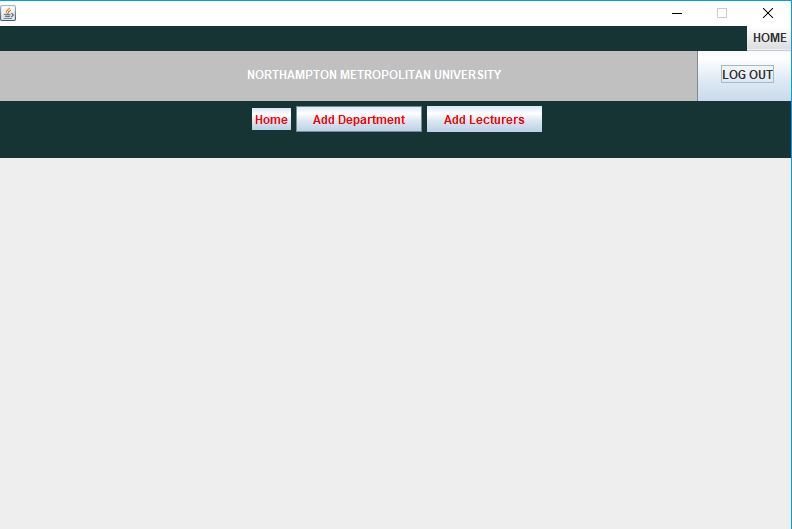 HOME
NORTHAMPTON METROPOLITAN UNIVERSITY LOG OUT
Home Add Department Add Lecturers